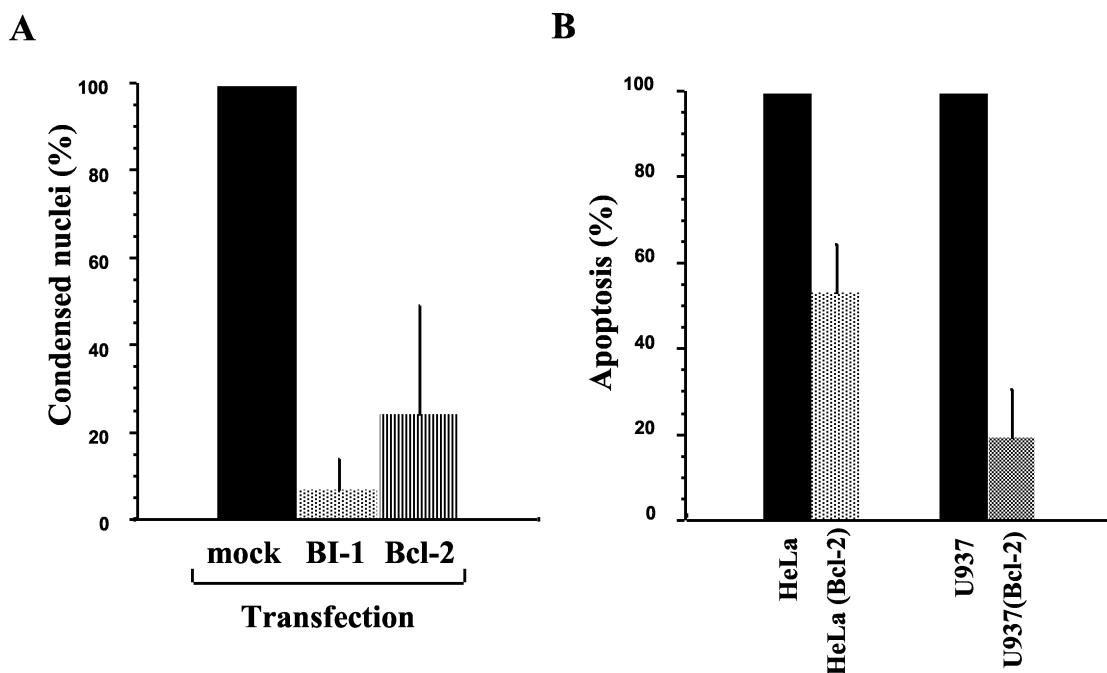 A
Condensed nuclei (%)
100
80
60
40
20
0
mock BI-1 Bcl-2
Transfection
B
Apoptosis (%)
100
80
60
40
20
0
HeLa
HeLa (Bcl-2)
U937
U937(Bcl-2)